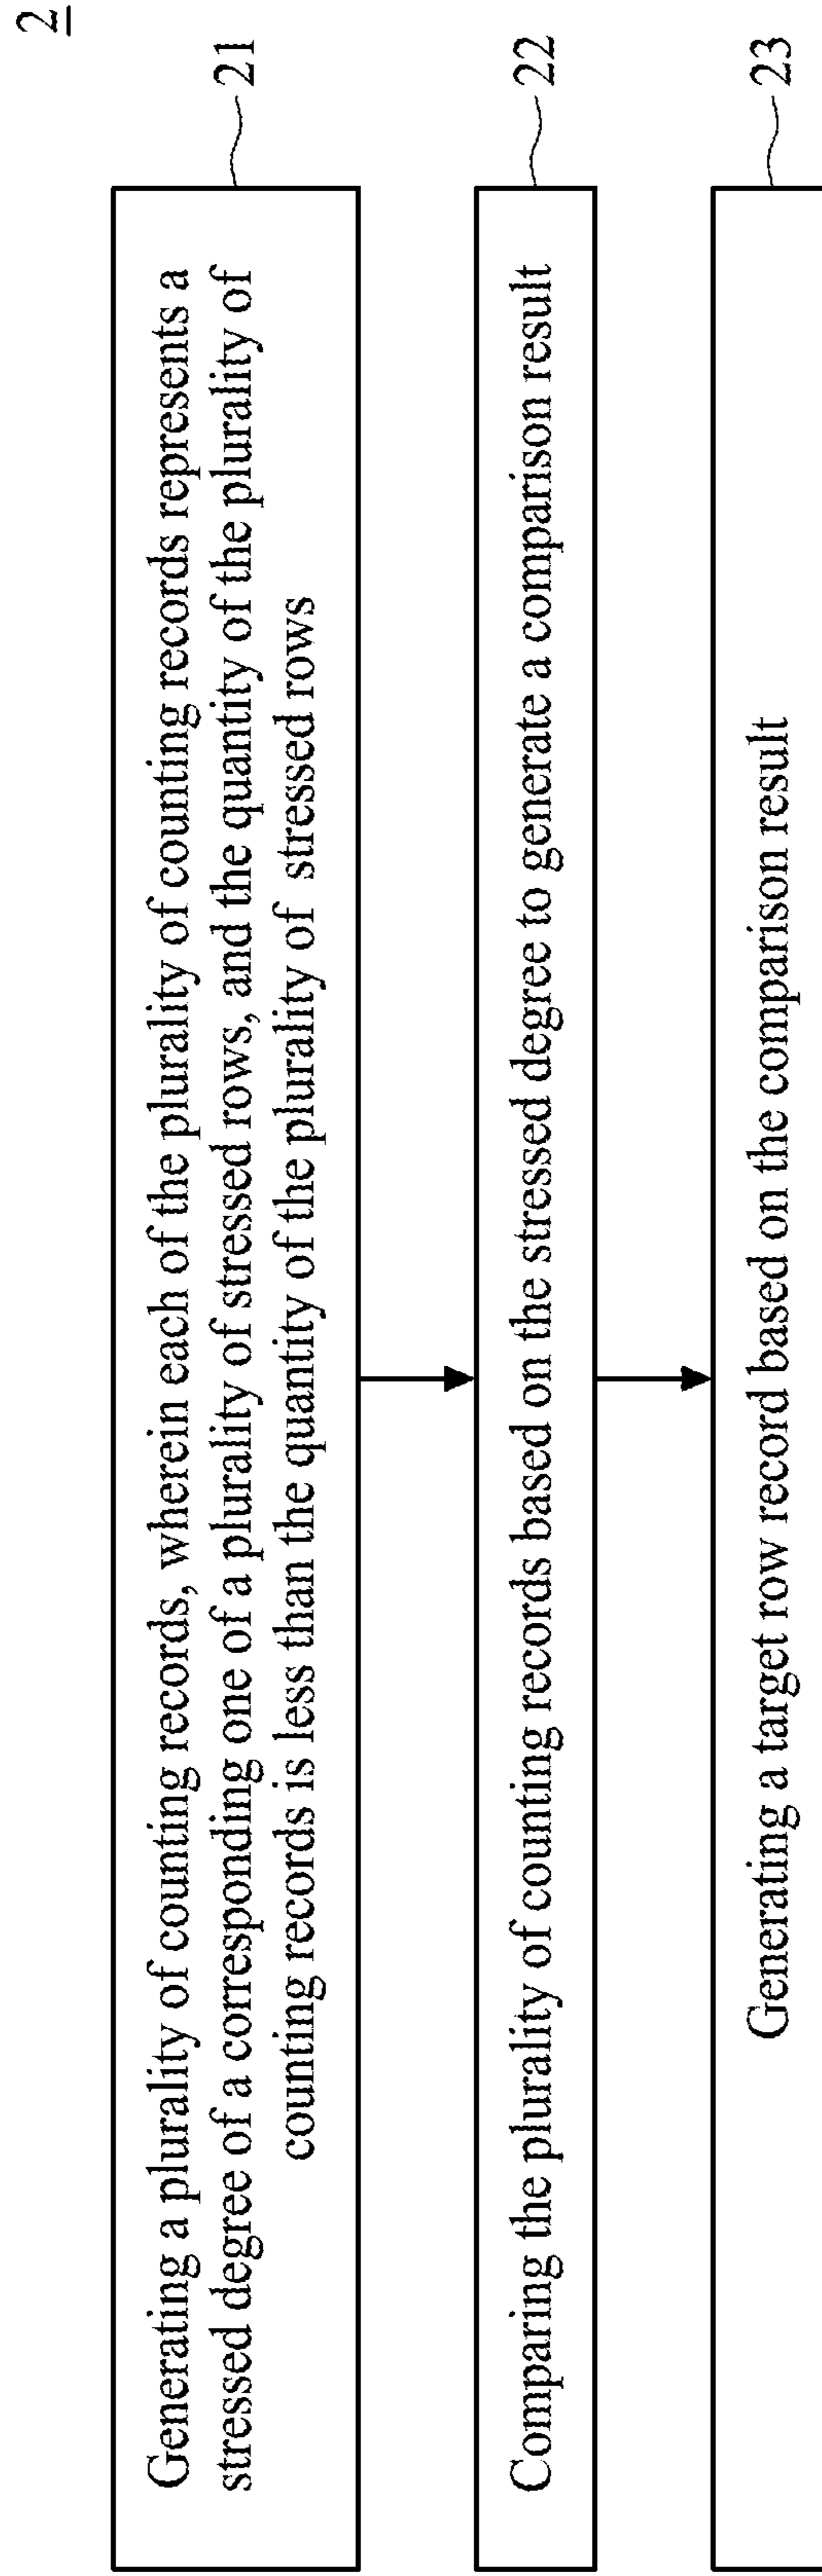 2
Generating a plurality of counting records, wherein each of the plurality of counting records represents a
stressed degree of a corresponding one of a plurality of stressed rows, and the quantity of the plurality of
counting records is less than the quantity of the plurality of stressed rows
21
Comparing the plurality of counting records based on the stressed degree to generate a comparison result
22
Generating a target row record based on the comparison result
23